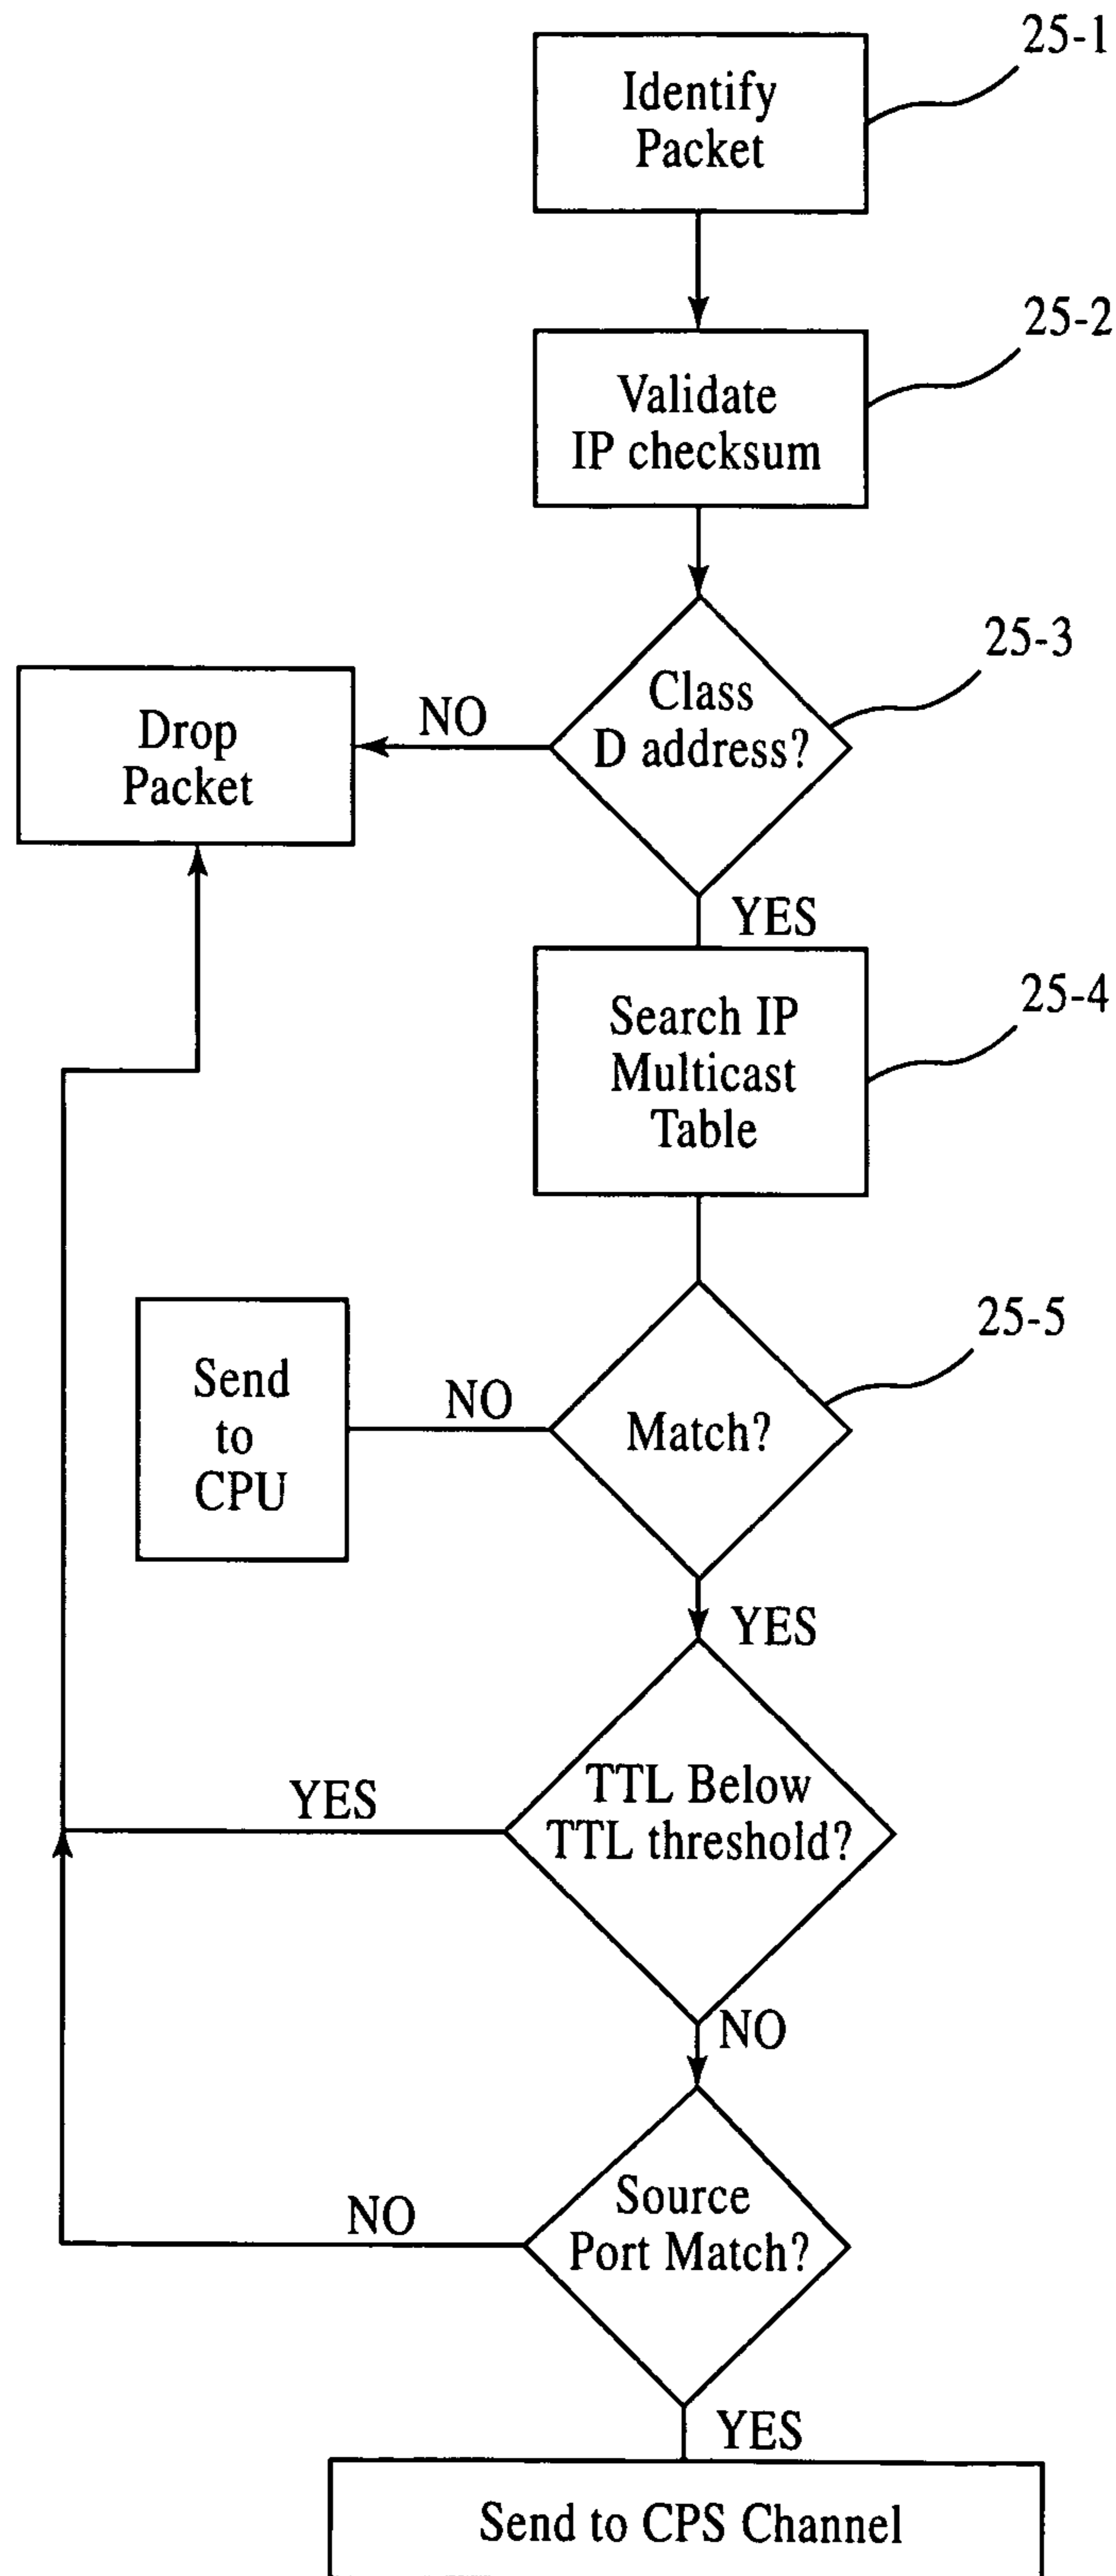 25-1
Identify
Packet
25-2
Validate
IP checksum
25-3
Class
D address?
NO
Drop
Packet
YES
25-4
Search IP
Multicast
Table
25-5
Match?
NO
Send
to
CPU
YES
TTL Below
TTL threshold?
YES
NO
Source
Port Match?
NO
YES
Send to CPS Channel